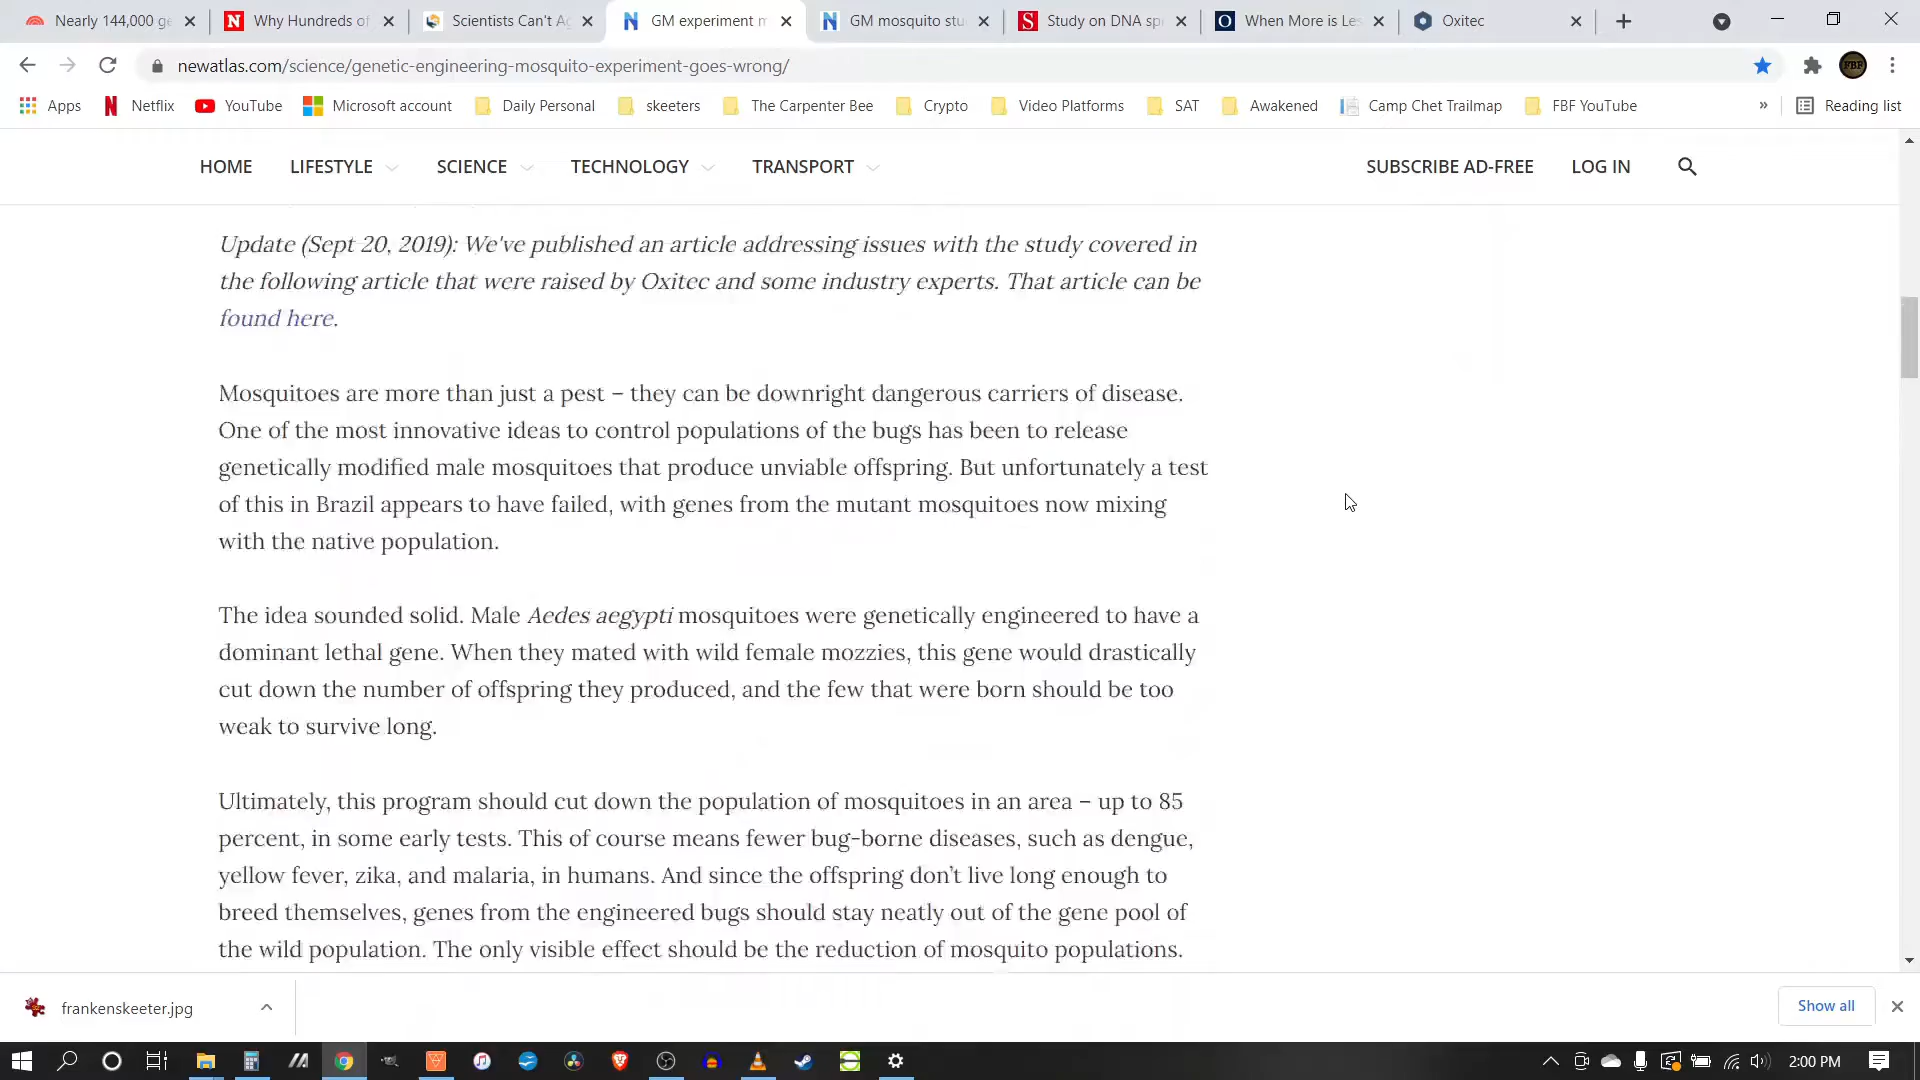 Nearly 144,000 ge
Why Hundreds of
Scientists Can't Ag
GM experiment m
GM mosquito stu
Study on DNA sp
When More is Les
Oxitec
newatlas.com/science/genetic-engineering-mosquito-experiment-goes-wrong/
FBF
Apps
Netflix
YouTube
Microsoft account
Daily Personal
skeeters
The Carpenter Bee
Crypto
Video Platforms
SAT
Awakened
Camp Chet Trailmap
FBF YouTube
»
Reading list
HOME
LIFESTYLE
SCIENCE
TECHNOLOGY
TRANSPORT
SUBSCRIBE AD-FREE
LOG IN
Update (Sept 20, 2019): We've published an article addressing issues with the study covered in
the following article that were raised by Oxitec and some industry experts. That article can be
found here.
Mosquitoes are more than just a pest – they can be downright dangerous carriers of disease.
One of the most innovative ideas to control populations of the bugs has been to release
genetically modified male mosquitoes that produce unviable offspring. But unfortunately a test
of this in Brazil appears to have failed, with genes from the mutant mosquitoes now mixing
with the native population.
The idea sounded solid. Male Aedes aegypti mosquitoes were genetically engineered to have a
dominant lethal gene. When they mated with wild female mozzies, this gene would drastically
cut down the number of offspring they produced, and the few that were born should be too
weak to survive long.
Ultimately, this program should cut down the population of mosquitoes in an area – up to 85
percent, in some early tests. This of course means fewer bug-borne diseases, such as dengue,
yellow fever, zika, and malaria, in humans. And since the offspring don't live long enough to
breed themselves, genes from the engineered bugs should stay neatly out of the gene pool of
the wild population. The only visible effect should be the reduction of mosquito populations.
frankenskeeter.jpg
Show all
2:00 PM